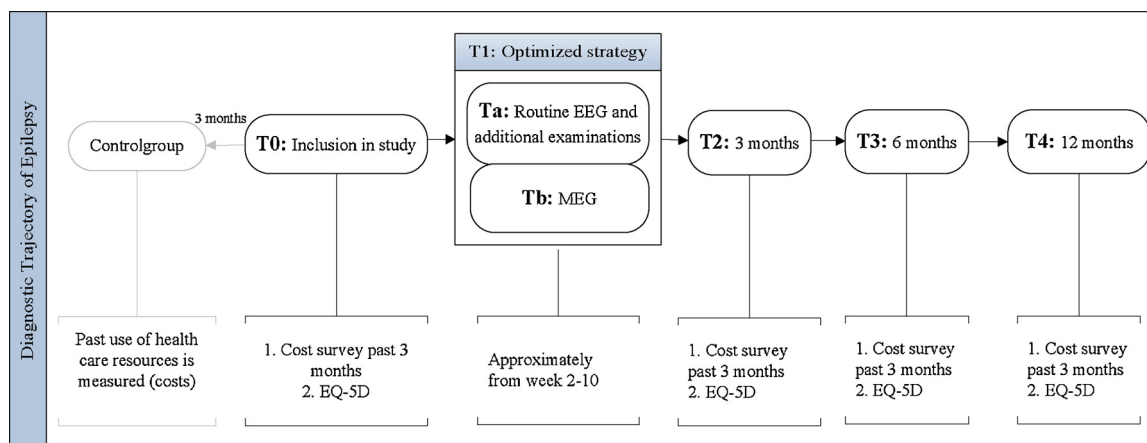 Diagnostic Trajectory of Epilepsy
Controlgroup
3 months
T0: Inclusion in study
T1: Optimized strategy
Ta: Routine EEG and
additional examinations
Tb: MEG
T2: 3 months
T3: 6 months
T4: 12 months
Past use of health
care resources is
measured (costs)
1. Cost survey past 3
months
2. EQ-5D
Approximately
from week 2-10
1. Cost survey
past 3 months
2. EQ-5D
1. Cost survey
past 3 months
2. EQ-5D
1. Cost survey
past 3 months
2. EQ-5D